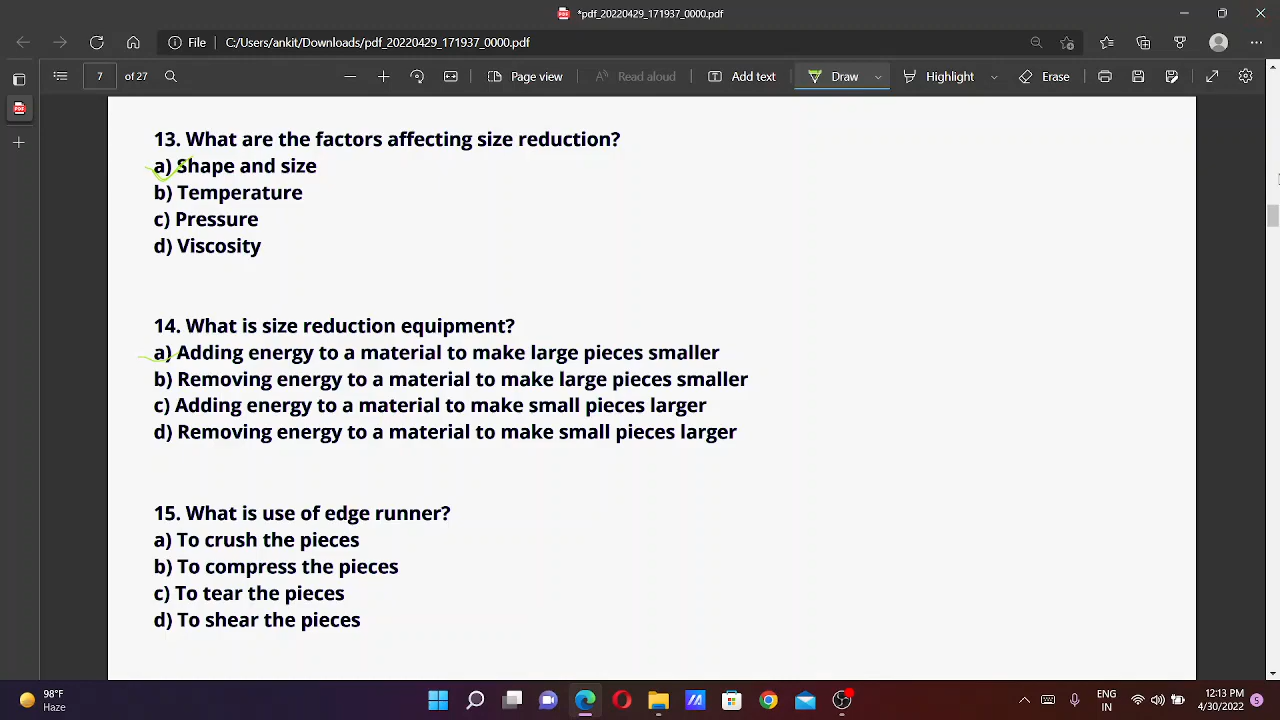 *pdf_20220429_171937_0000.pdf
File C:/Users/ankit/Downloads/pdf_20220429_171937_0000.pdf
7 of 27 Page view Read aloud Add text Draw Highlight Erase
13. What are the factors affecting size reduction?
a) Shape and size
b) Temperature
c) Pressure
d) Viscosity
14. What is size reduction equipment?
a) Adding energy to a material to make large pieces smaller
b) Removing energy to a material to make large pieces smaller
c) Adding energy to a material to make small pieces larger
d) Removing energy to a material to make small pieces larger
15. What is use of edge runner?
a) To crush the pieces
b) To compress the pieces
c) To tear the pieces
d) To shear the pieces
98°F
Haze
ENG
IN
12:13 PM
4/30/2022
5